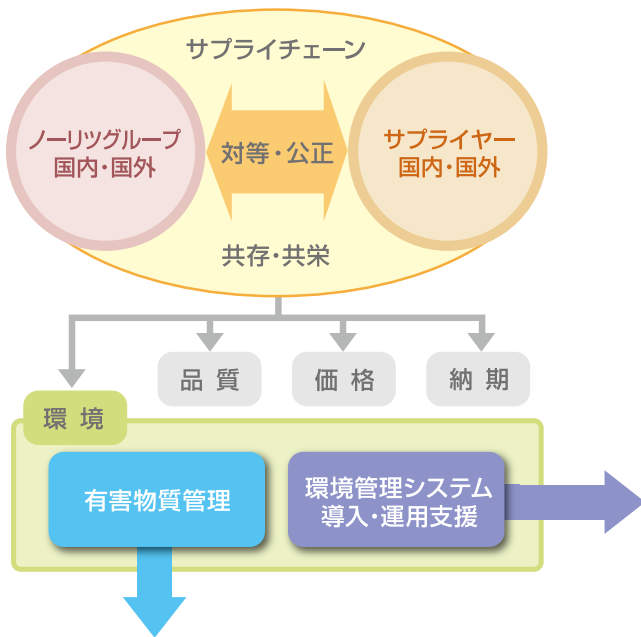 サプライチェーン
ノーリツグループ
国内・国外
対等・公正
サプライヤー
国内・国外
共存・共栄
品質
価格
納期
環境
有害物質管理
環境管理システム
導入・運用支援